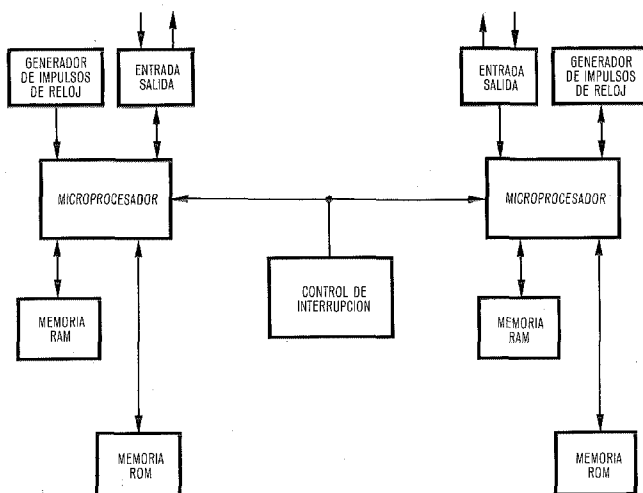 GENERADOR
DE IMPULSOS
DE RELOJ
ENTRADA
SALIDA
ENTRADA
SALIDA
GENERADOR
DE IMPULSOS
DE RELOJ
MICROPROCESADOR
MICROPROCESADOR
CONTROL DE
INTERRUPCION
MEMORIA
RAM
MEMORIA
RAM
MEMORIA
ROM
MEMORIA
ROM